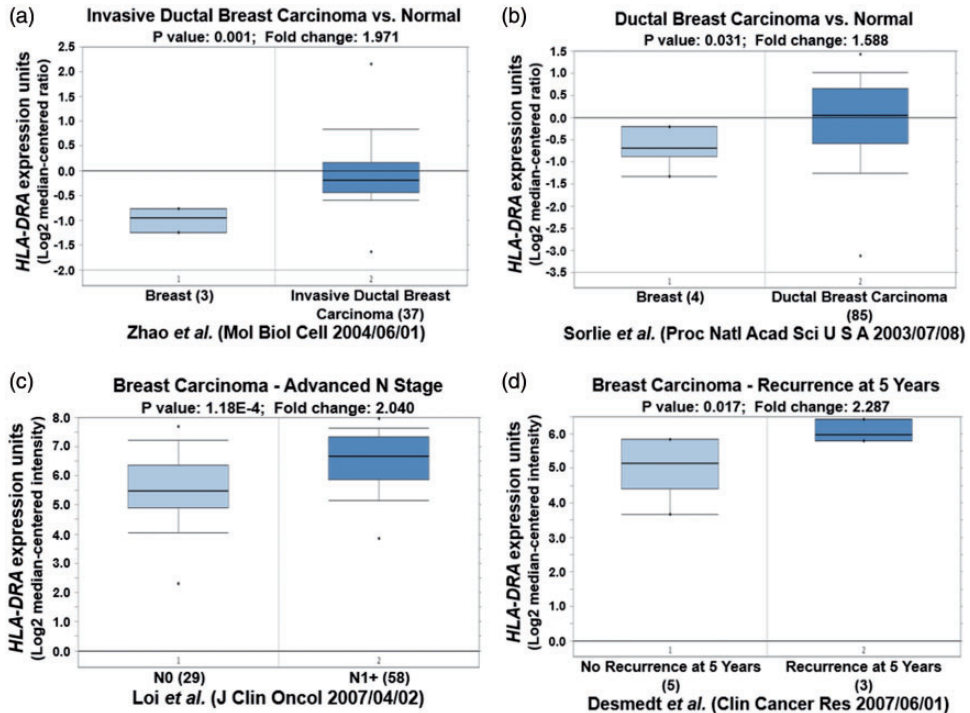 (a)
Invasive Ductal Breast Carcinoma vs. Normal
P value: 0.001; Fold change: 1.971
HLA-DRA expression units
(Log2 median-centered ratio)
2.5
2.0
1.5
1.0
0.5
0.0
-0.5
-1.0
-1.5
-2.0
1
2
Breast (3)
Invasive Ductal Breast
Carcinoma (37)
Zhao et al. (Mol Biol Cell 2004/06/01)
(b)
Ductal Breast Carcinoma vs. Normal
P value: 0.031; Fold change: 1.588
HLA-DRA expression units
(Log2 median-centered ratio)
1.5
1.0
0.5
0.0
-0.5
-1.0
-1.5
-2.0
-2.5
-3.0
-3.5
1
2
Breast (4)
Ductal Breast Carcinoma
(85)
Sorlie et al. (Proc Natl Acad Sci U S A 2003/07/08)
(c)
Breast Carcinoma - Advanced N Stage
P value: 1.18E-4; Fold change: 2.040
HLA-DRA expression units
(Log2 median-centered intensity)
8.0
7.0
6.0
5.0
4.0
3.0
2.0
1.0
0.0
1
2
N0 (29)
N1+ (58)
Loi et al. (J Clin Oncol 2007/04/02)
(d)
Breast Carcinoma - Recurrence at 5 Years
P value: 0.017; Fold change: 2.287
HLA-DRA expression units
(Log2 median-centered intensity)
6.0
5.0
4.0
3.0
2.0
1.0
0.0
1
2
No Recurrence at 5 Years
(5)
Recurrence at 5 Years
(3)
Desmedt et al. (Clin Cancer Res 2007/06/01)